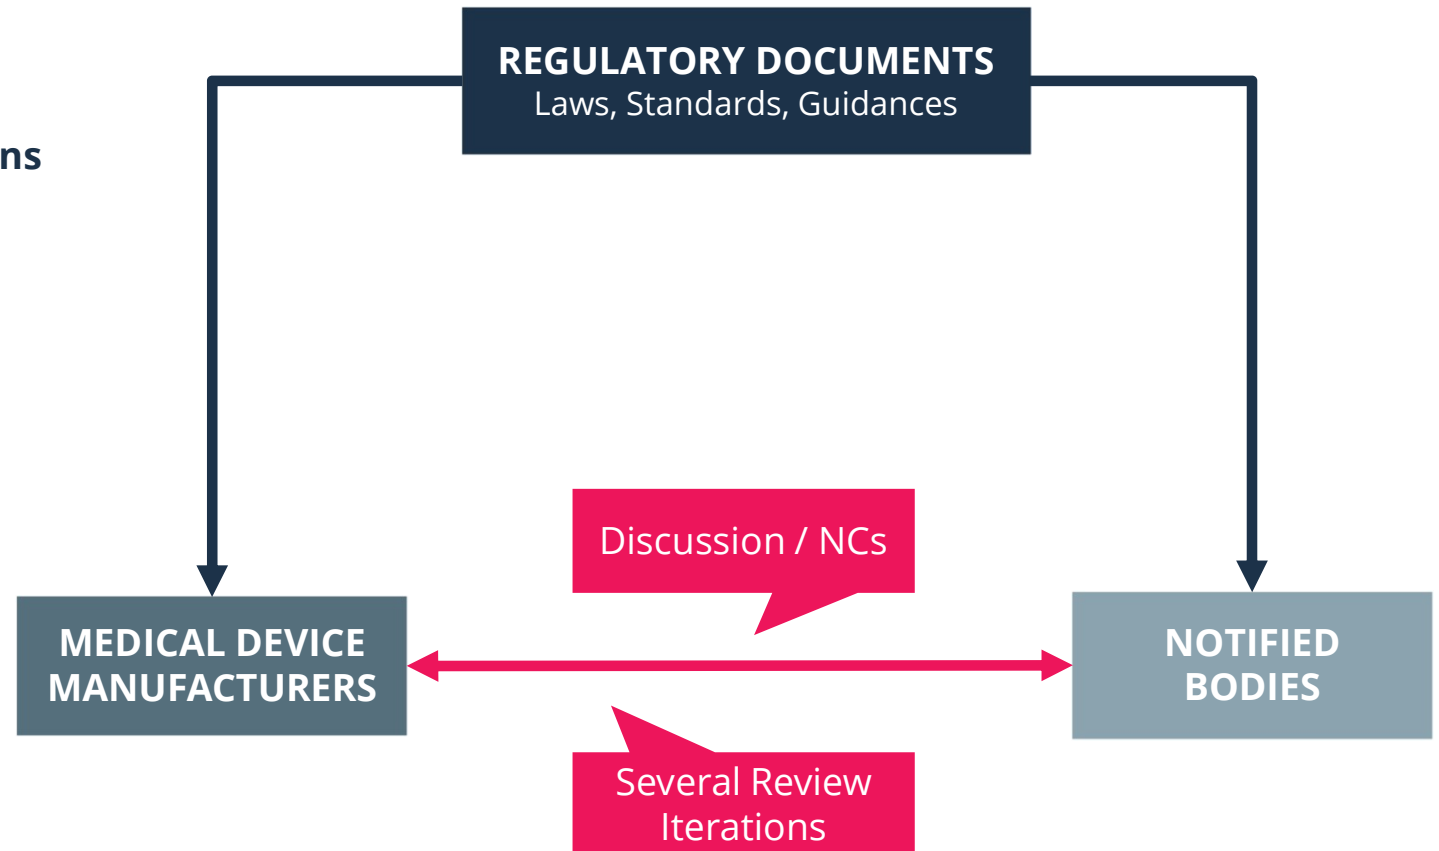 REGULATORY DOCUMENTS
Laws, Standards, Guidances
ns
Discussion / NCs
MEDICAL DEVICE
MANUFACTURERS
NOTIFIED
BODIES
Several Review
Iterations